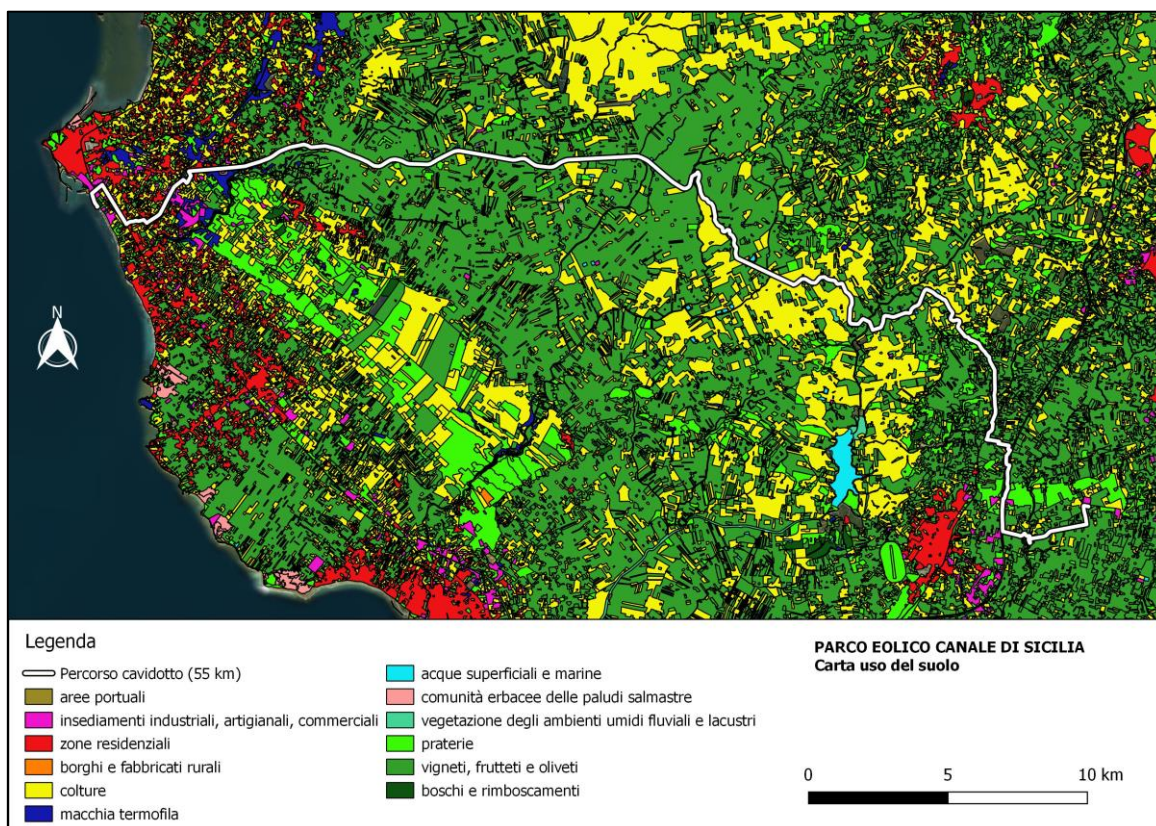 N
Legenda
Percorso cavidotto (55 km)
aree portuali
insediamenti industriali, artigianali, commerciali
zone residenziali
borghi e fabbricati rurali
colture
macchia termofila
acque superficiali e marine
comunità erbacee delle paludi salmastre
vegetazione degli ambienti umidi fluviali e lacustri
praterie
vigneti, frutteti e oliveti
boschi e rimboscamenti
PARCO EOLICO CANALE DI SICILIA
Carta uso del suolo
0 5 10 km